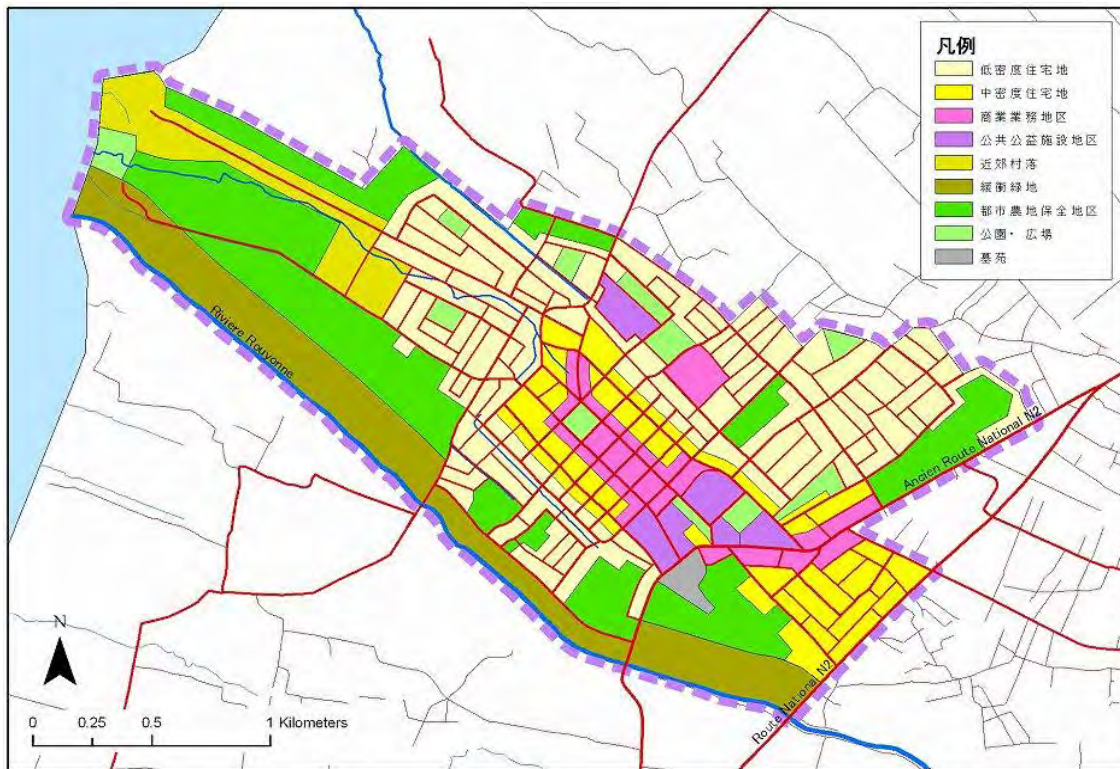 凡例
低密度住宅地
中密度住宅地
商業業務地区
公共公益施設地区
近郊村落
緩衝緑地
都市農地保全地区
公園・広場
墓苑
Riviere Rouyonne
Ancien Route National N2
Route National N2
N
0 0.25 0.5 1 Kilometers